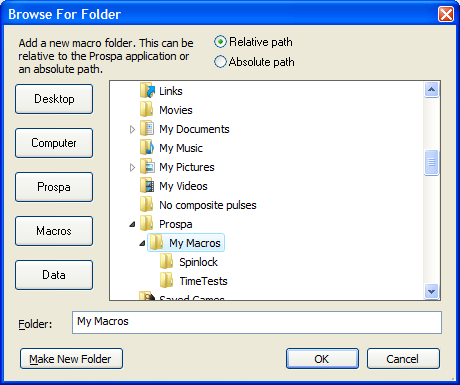 Browse For Folder
Add a new macro folder. This can be
relative to the Prospa application or
an absolute path.
Relative path
Absolute path
Desktop
Computer
Prospa
Macros
Data
Links
Movies
My Documents
My Music
My Pictures
My Videos
No composite pulses
Prospa
My Macros
Spinlock
TimeTests
Saved Games
Folder:
My Macros
Make New Folder
OK
Cancel